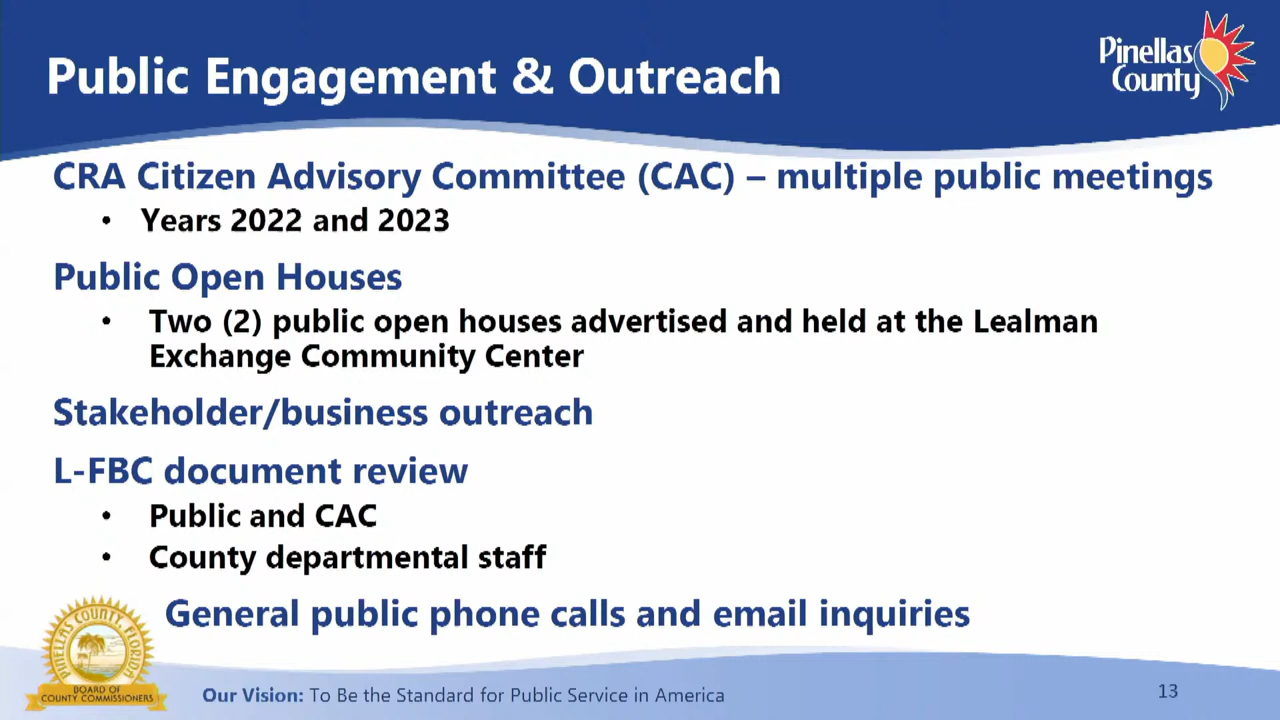 Public Engagement & Outreach
Pinellas
County
CRA Citizen Advisory Committee (CAC) – multiple public meetings
• Years 2022 and 2023
Public Open Houses
• Two (2) public open houses advertised and held at the Lealman
Exchange Community Center
Stakeholder/business outreach
L-FBC document review
• Public and CAC
• County departmental staff
General public phone calls and email inquiries
PINELLAS COUNTY, FLORIDA
BOARD OF
COUNTY COMMISSIONERS
Our Vision: To Be the Standard for Public Service in America
13